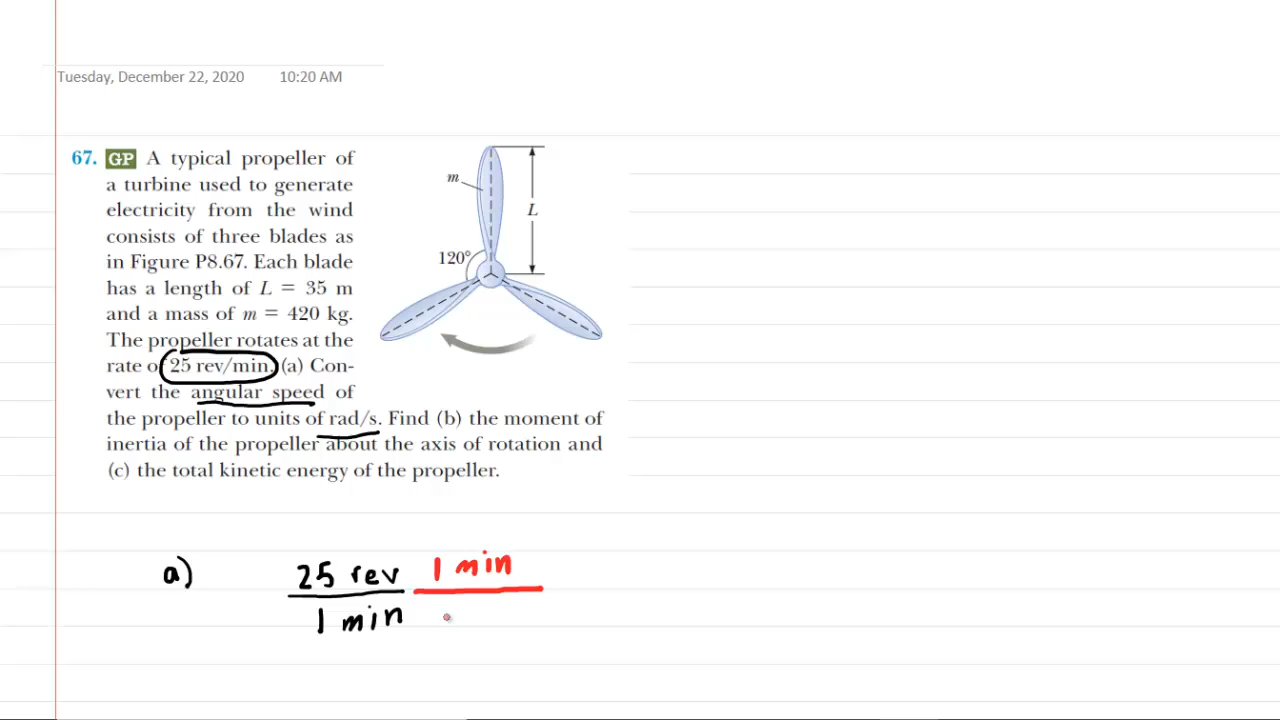 Tuesday, December 22, 2020 10:20 AM
67. GP A typical propeller of
a turbine used to generate
electricity from the wind
consists of three blades as
in Figure P8.67. Each blade
has a length of L = 35 m
and a mass of m = 420 kg.
The propeller rotates at the
rate of 25 rev/min. (a) Con-
vert the angular speed of
the propeller to units of rad/s. Find (b) the moment of
inertia of the propeller about the axis of rotation and
(c) the total kinetic energy of the propeller.
m
L
120°
a) 25 rev 1 min
1 min